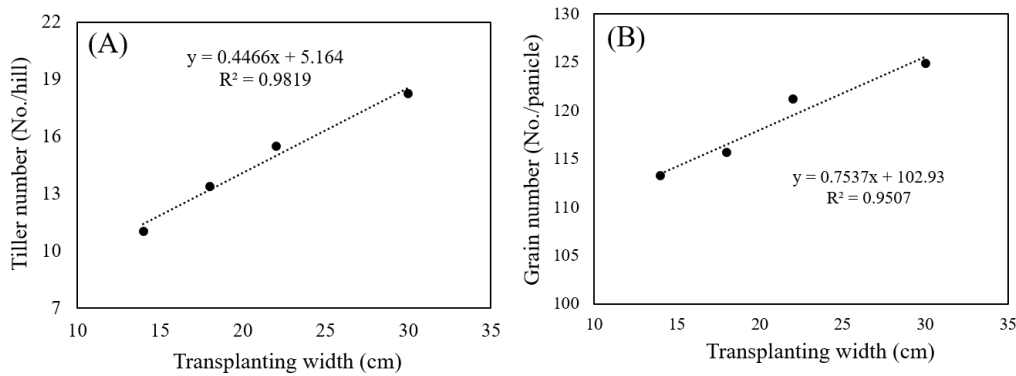 (A)
y = 0.4466x + 5.164
R² = 0.9819
Tiller number (No./hill)
22
19
16
13
10
7
10 15 20 25 30 35
Transplanting width (cm)
(B)
y = 0.7537x + 102.93
R² = 0.9507
Grain number (No./panicle)
130
125
120
115
110
105
100
10 15 20 25 30 35
Transplanting width (cm)